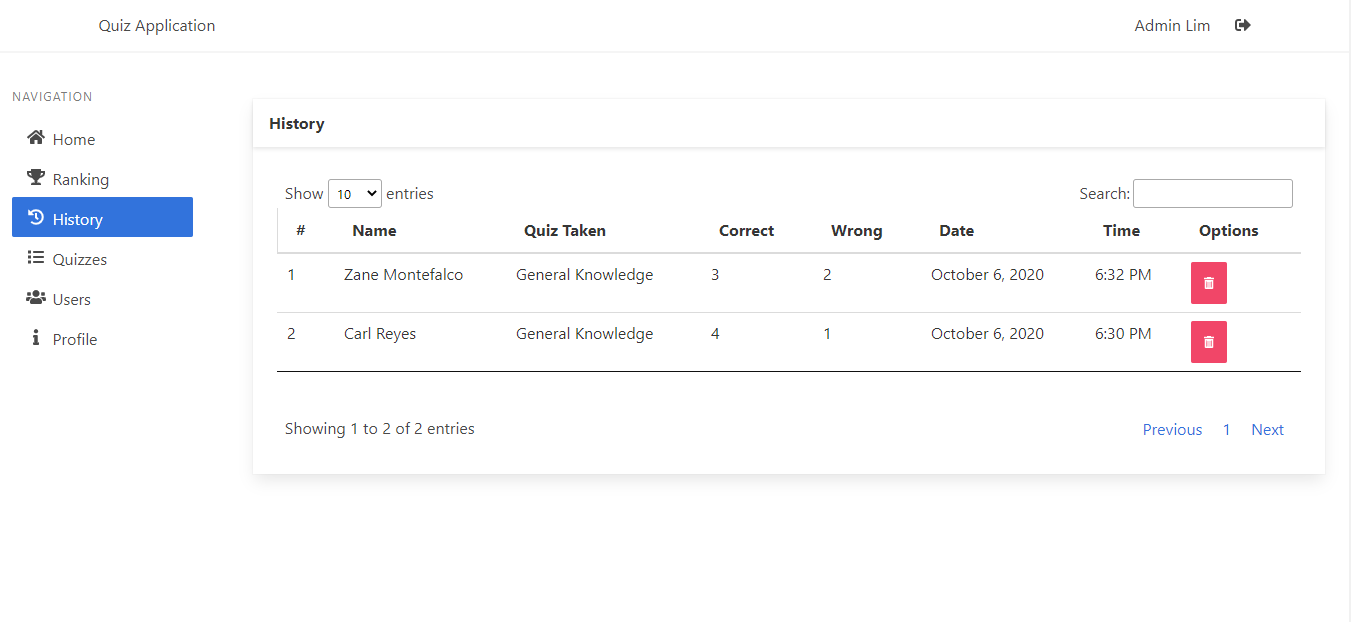 Quiz Application Admin Lim
NAVIGATION
Home
Ranking
History
Quizzes
Users
Profile
History
Show 10 entries Search:
# Name Quiz Taken Correct Wrong Date Time Options
1 Zane Montefalco General Knowledge 3 2 October 6, 2020 6:32 PM
2 Carl Reyes General Knowledge 4 1 October 6, 2020 6:30 PM
Showing 1 to 2 of 2 entries Previous 1 Next